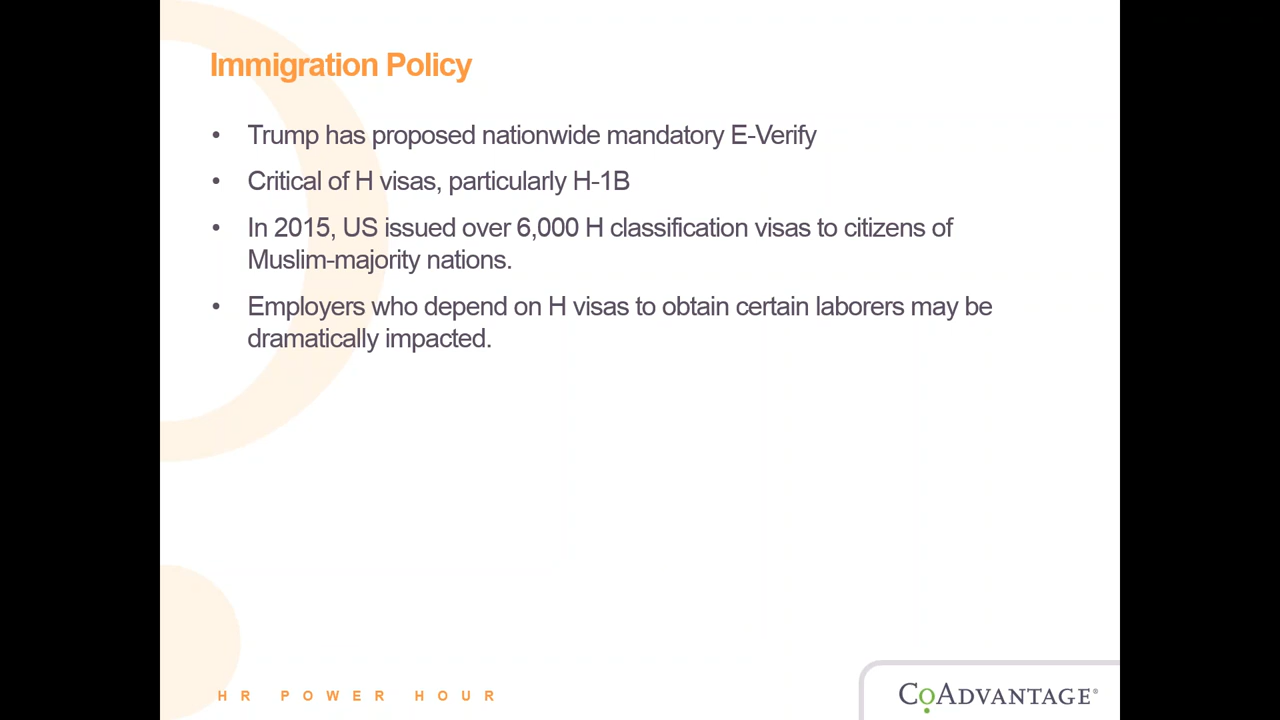 Immigration Policy
• Trump has proposed nationwide mandatory E-Verify
• Critical of H visas, particularly H-1B
• In 2015, US issued over 6,000 H classification visas to citizens of
Muslim-majority nations.
• Employers who depend on H visas to obtain certain laborers may be
dramatically impacted.
HR POWER HOUR
COADVANTAGE®